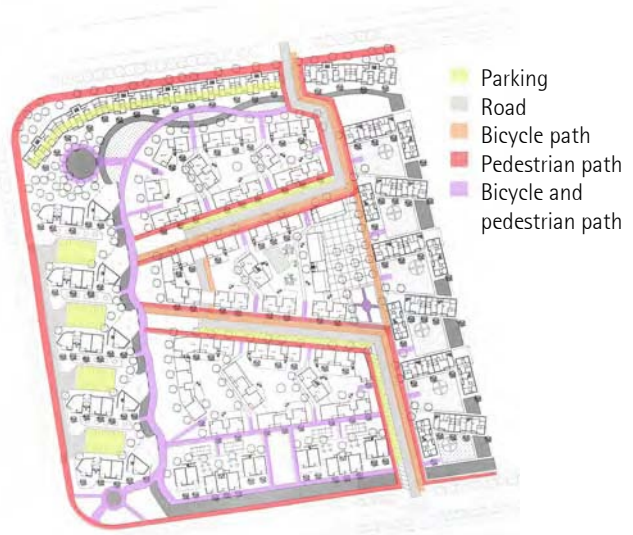 Parking
Road
Bicycle path
Pedestrian path
Bicycle and
pedestrian path